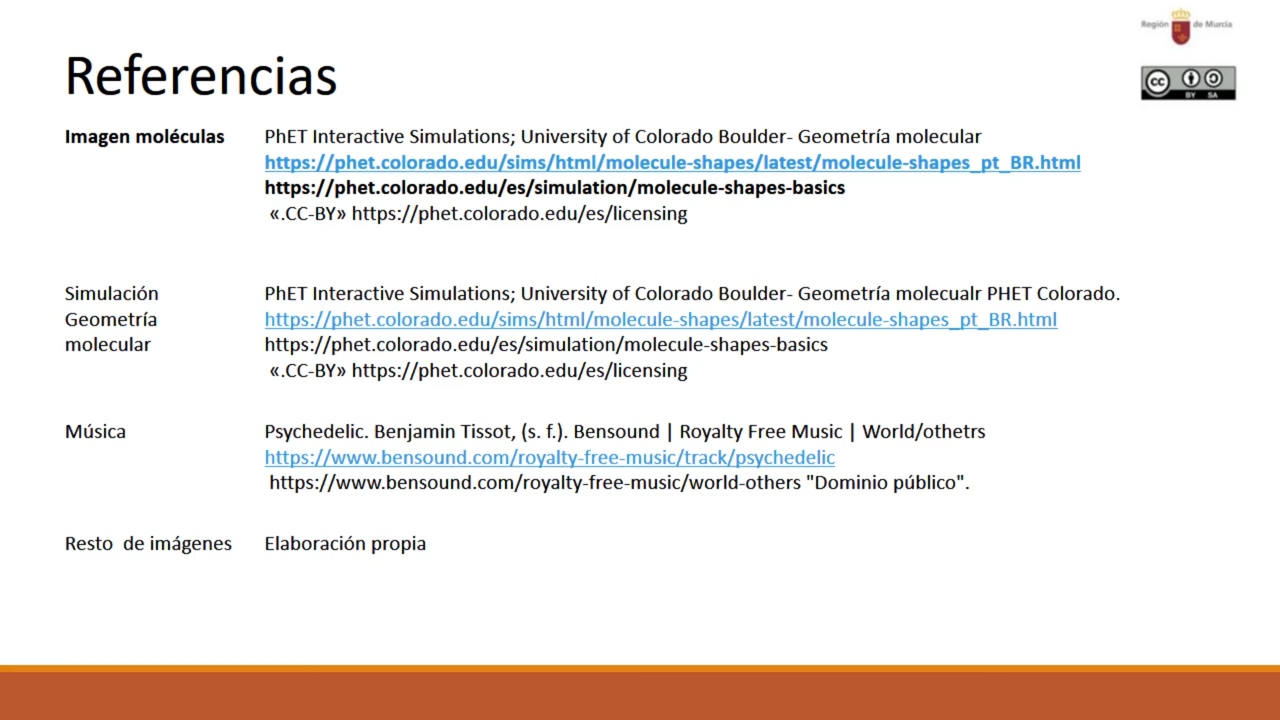 Región de Murcia
Referencias
CC BY SA
Imagen moléculas PhET Interactive Simulations; University of Colorado Boulder- Geometría molecular
https://phet.colorado.edu/sims/html/molecule-shapes/latest/molecule-shapes_pt_BR.html
https://phet.colorado.edu/es/simulation/molecule-shapes-basics
«.CC-BY» https://phet.colorado.edu/es/licensing
Simulación PhET Interactive Simulations; University of Colorado Boulder- Geometría molecualr PHET Colorado.
Geometría https://phet.colorado.edu/sims/html/molecule-shapes/latest/molecule-shapes_pt_BR.html
molecular https://phet.colorado.edu/es/simulation/molecule-shapes-basics
«.CC-BY» https://phet.colorado.edu/es/licensing
Música Psychedelic. Benjamin Tissot, (s. f.). Bensound | Royalty Free Music | World/othetrs
https://www.bensound.com/royalty-free-music/track/psychedelic
https://www.bensound.com/royalty-free-music/world-others "Dominio público".
Resto de imágenes Elaboración propia